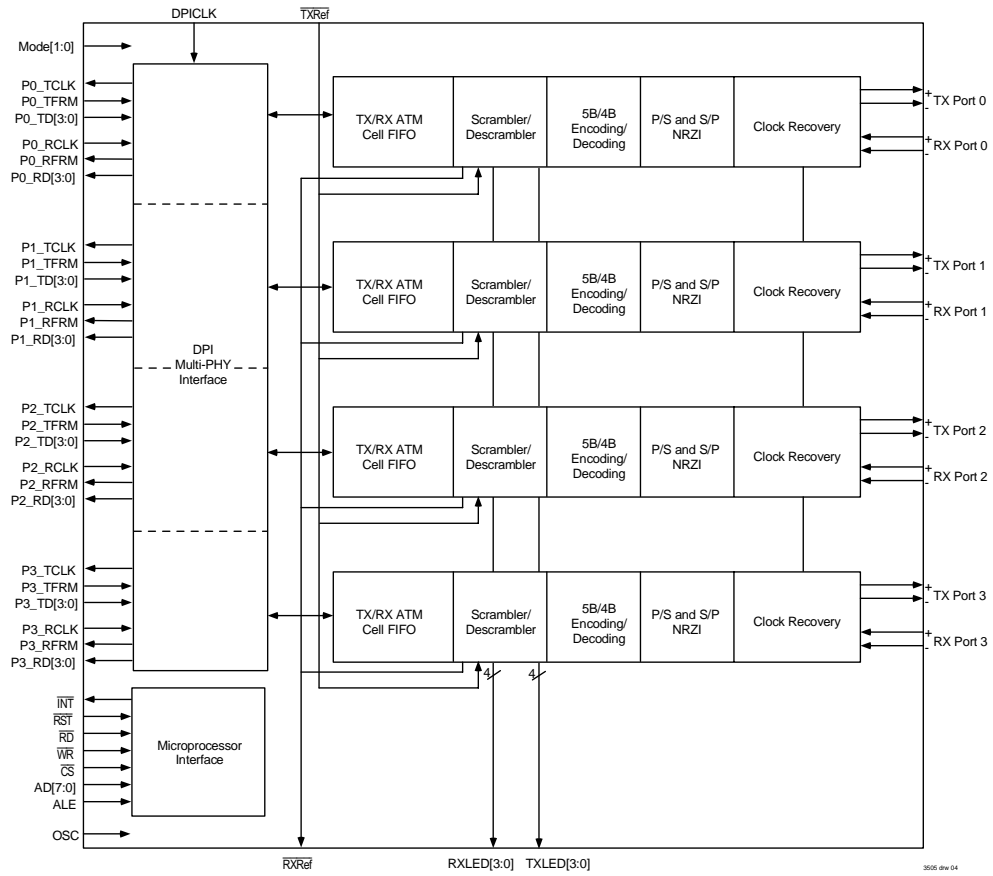 DPICLK
TXRef
Mode[1:0]
P0_TCLK
P0_TFRM
P0_TD[3:0]
P0_RCLK
P0_RFRM
P0_RD[3:0]
TX/RX ATM
Cell FIFO
Scrambler/
Descrambler
5B/4B
Encoding/
Decoding
P/S and S/P
NRZI
Clock Recovery
+
-
TX Port 0
+
-
RX Port 0
P1_TCLK
P1_TFRM
P1_TD[3:0]
P1_RCLK
P1_RFRM
P1_RD[3:0]
TX/RX ATM
Cell FIFO
Scrambler/
Descrambler
5B/4B
Encoding/
Decoding
P/S and S/P
NRZI
Clock Recovery
+
-
TX Port 1
+
-
RX Port 1
DPI
Multi-PHY
Interface
P2_TCLK
P2_TFRM
P2_TD[3:0]
P2_RCLK
P2_RFRM
P2_RD[3:0]
TX/RX ATM
Cell FIFO
Scrambler/
Descrambler
5B/4B
Encoding/
Decoding
P/S and S/P
NRZI
Clock Recovery
+
-
TX Port 2
+
-
RX Port 2
P3_TCLK
P3_TFRM
P3_TD[3:0]
P3_RCLK
P3_RFRM
P3_RD[3:0]
TX/RX ATM
Cell FIFO
Scrambler/
Descrambler
5B/4B
Encoding/
Decoding
P/S and S/P
NRZI
Clock Recovery
+
-
TX Port 3
+
-
RX Port 3
4
4
INT
RST
RD
WR
CS
AD[7:0]
ALE
Microprocessor
Interface
OSC
RXRef
RXLED[3:0]
TXLED[3:0]
3505 drw 04